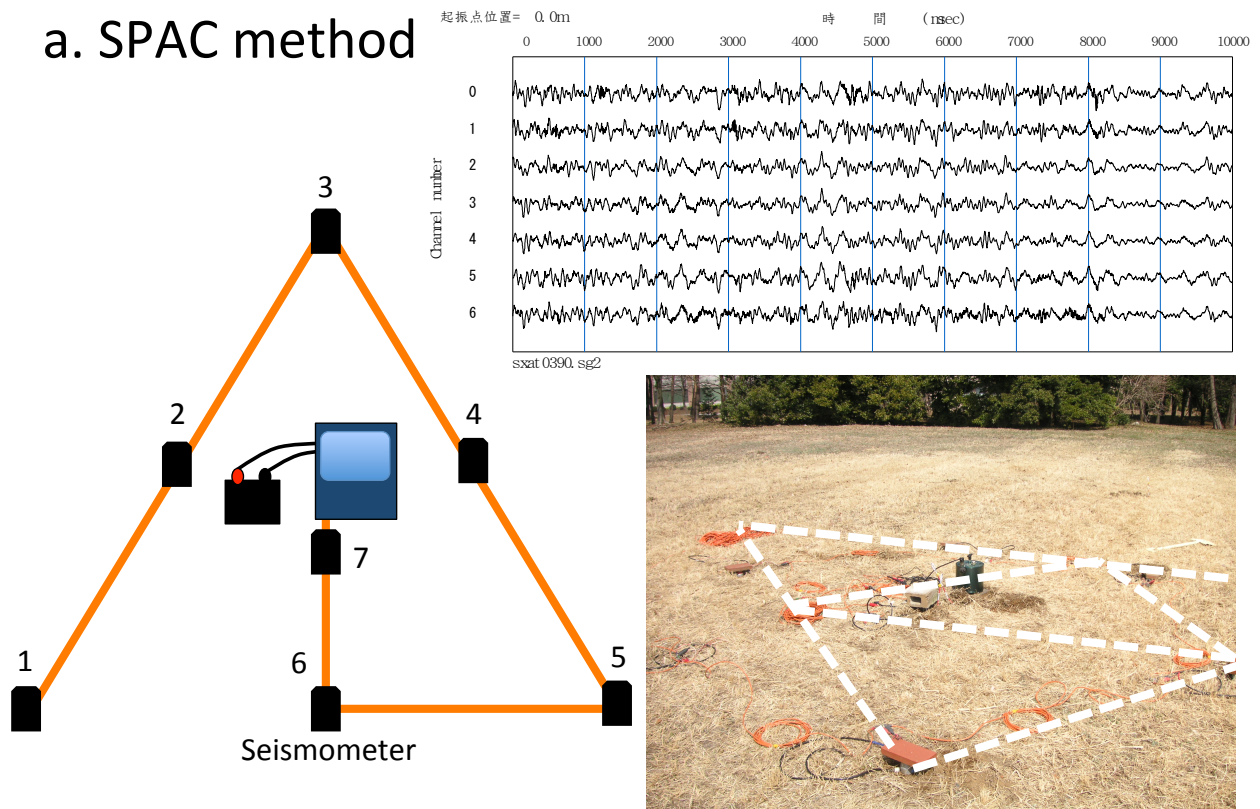 a. SPAC method
起振点位置= 0.0m
時 間 (msec)
0 1000 2000 3000 4000 5000 6000 7000 8000 9000 10000
Channel number
0
1
2
3
4
5
6
sxat0390.sg2
3
2
4
7
1
6
5
Seismometer